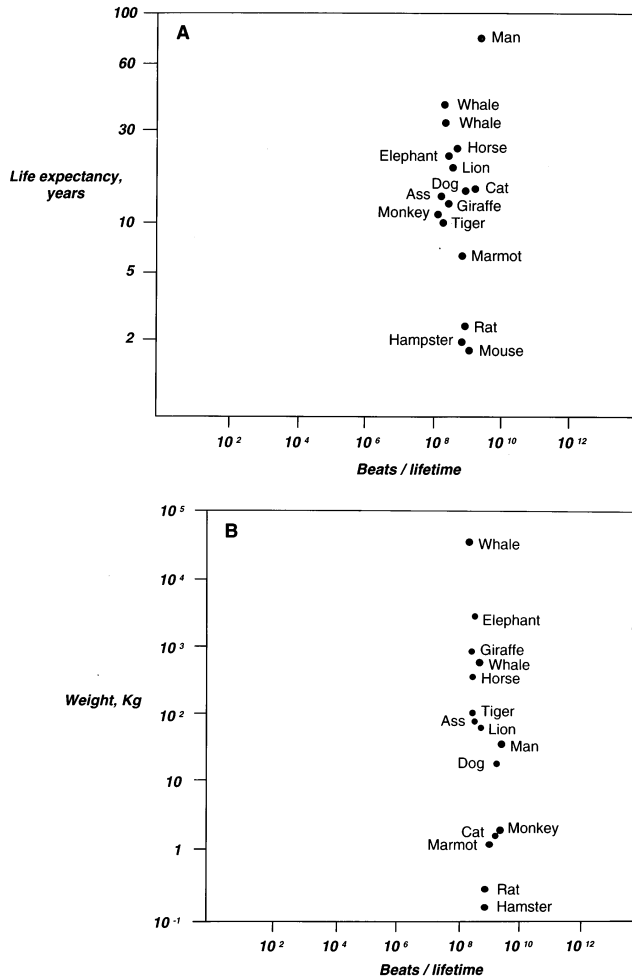 A
100
60
30
10
5
2
Life expectancy,
years
Man
Whale
Whale
Horse
Elephant
Lion
Dog
Cat
Ass
Giraffe
Monkey
Tiger
Marmot
Rat
Hampster
Mouse
10 2 10 4 10 6 10 8 10 10 10 12
Beats / lifetime
B
10 5
10 4
10 3
10 2
10
1
10 -1
Weight, Kg
Whale
Elephant
Giraffe
Whale
Horse
Tiger
Ass
Lion
Man
Dog
Monkey
Cat
Marmot
Rat
Hamster
10 2 10 4 10 6 10 8 10 10 10 12
Beats / lifetime